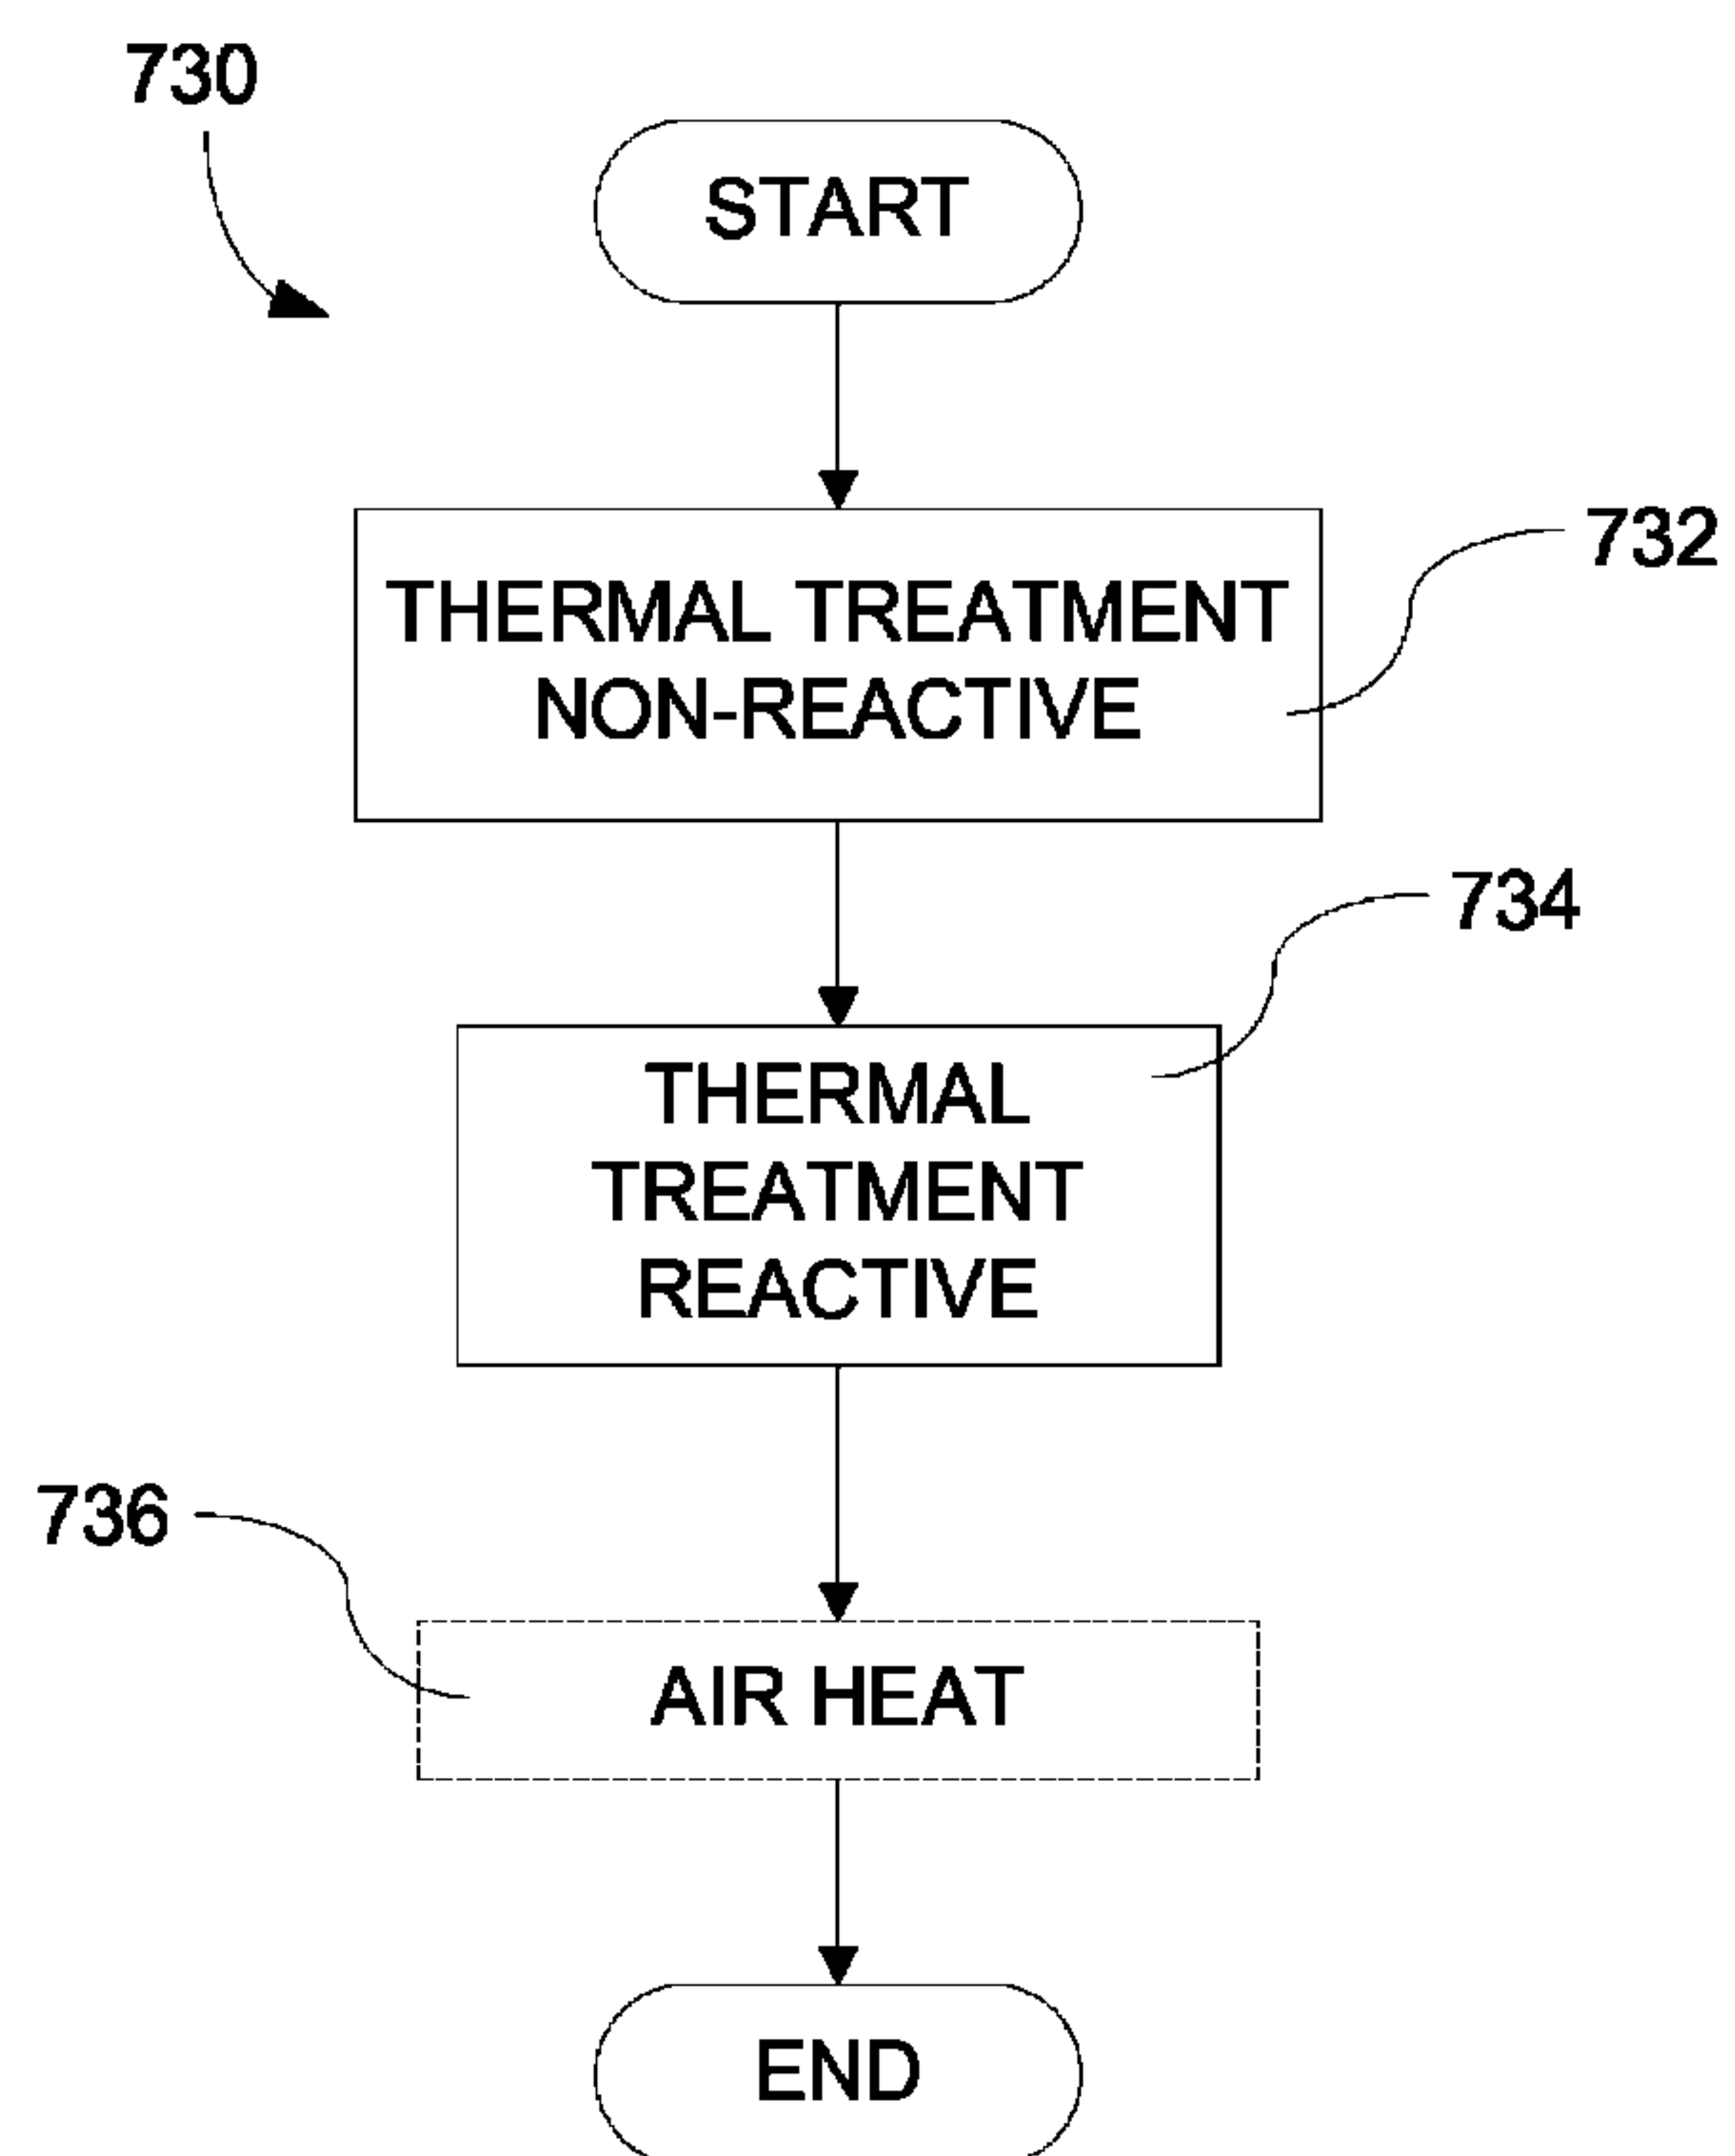 730
START
THERMAL TREATMENT
NON-REACTIVE
732
734
THERMAL
TREATMENT
REACTIVE
736
AIR HEAT
END